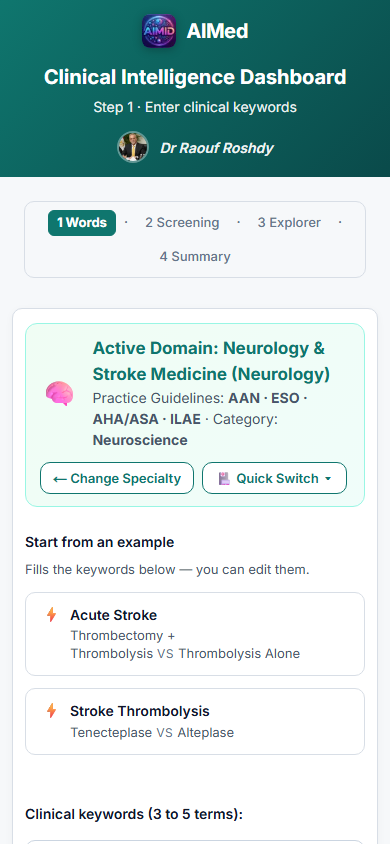 AIMID
AIMed
Clinical Intelligence Dashboard
Step 1 · Enter clinical keywords
Dr Raouf Roshdy
1 Words · 2 Screening · 3 Explorer ·
4 Summary
Active Domain: Neurology &
Stroke Medicine (Neurology)
Practice Guidelines: AAN · ESO ·
AHA/ASA · ILAE · Category:
Neuroscience
← Change Specialty
Quick Switch
Start from an example
Fills the keywords below — you can edit them.
Acute Stroke
Thrombectomy +
Thrombolysis VS Thrombolysis Alone
Stroke Thrombolysis
Tenecteplase VS Alteplase
Clinical keywords (3 to 5 terms):